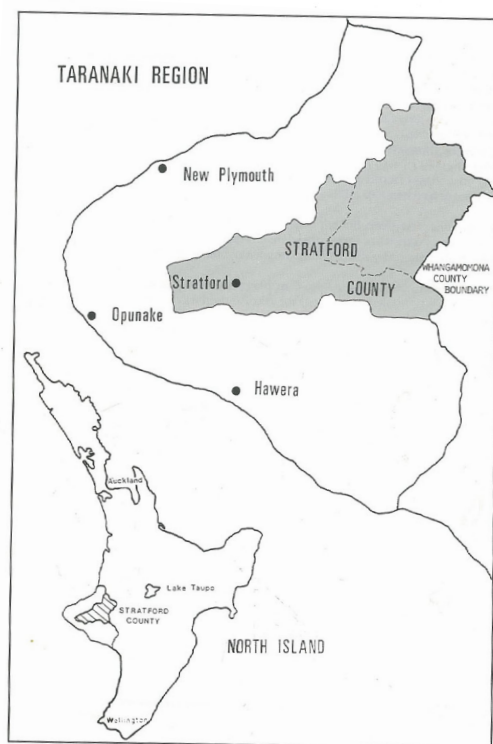 TARANAKI REGION
New Plymouth
STRATFORD
WHANGAMOMONA
COUNTY
BOUNDARY
Stratford
COUNTY
Opunake
Hawera
Auckland
Lake Taupo
STRATFORD
COUNTY
NORTH ISLAND
Wellington